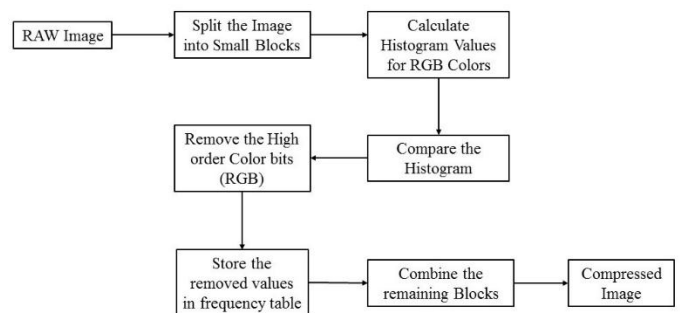 RAW Image
Split the Image
into Small Blocks
Calculate
Histogram Values
for RGB Colors
Compare the
Histogram
Remove the High
order Color bits
(RGB)
Store the
removed values
in frequency table
Combine the
remaining Blocks
Compressed
Image